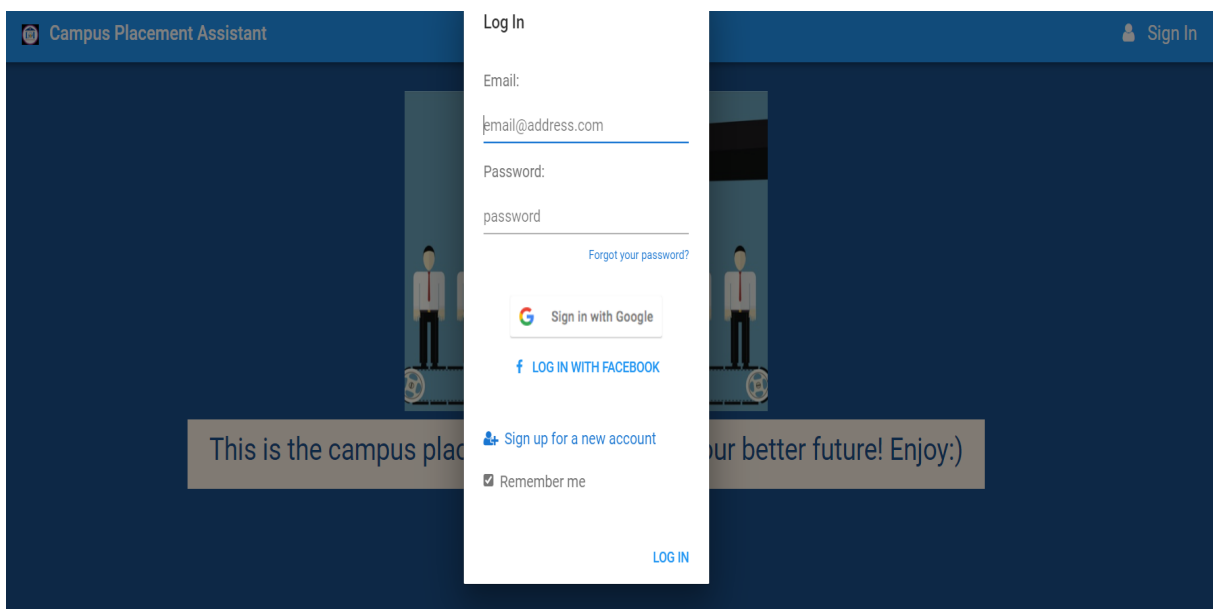 Campus Placement Assistant
Sign In
Log In
Email:
email@address.com
Password:
password
Forgot your password?
Sign in with Google
LOG IN WITH FACEBOOK
Sign up for a new account
Remember me
LOG IN
This is the campus ur better future! Enjoy:)